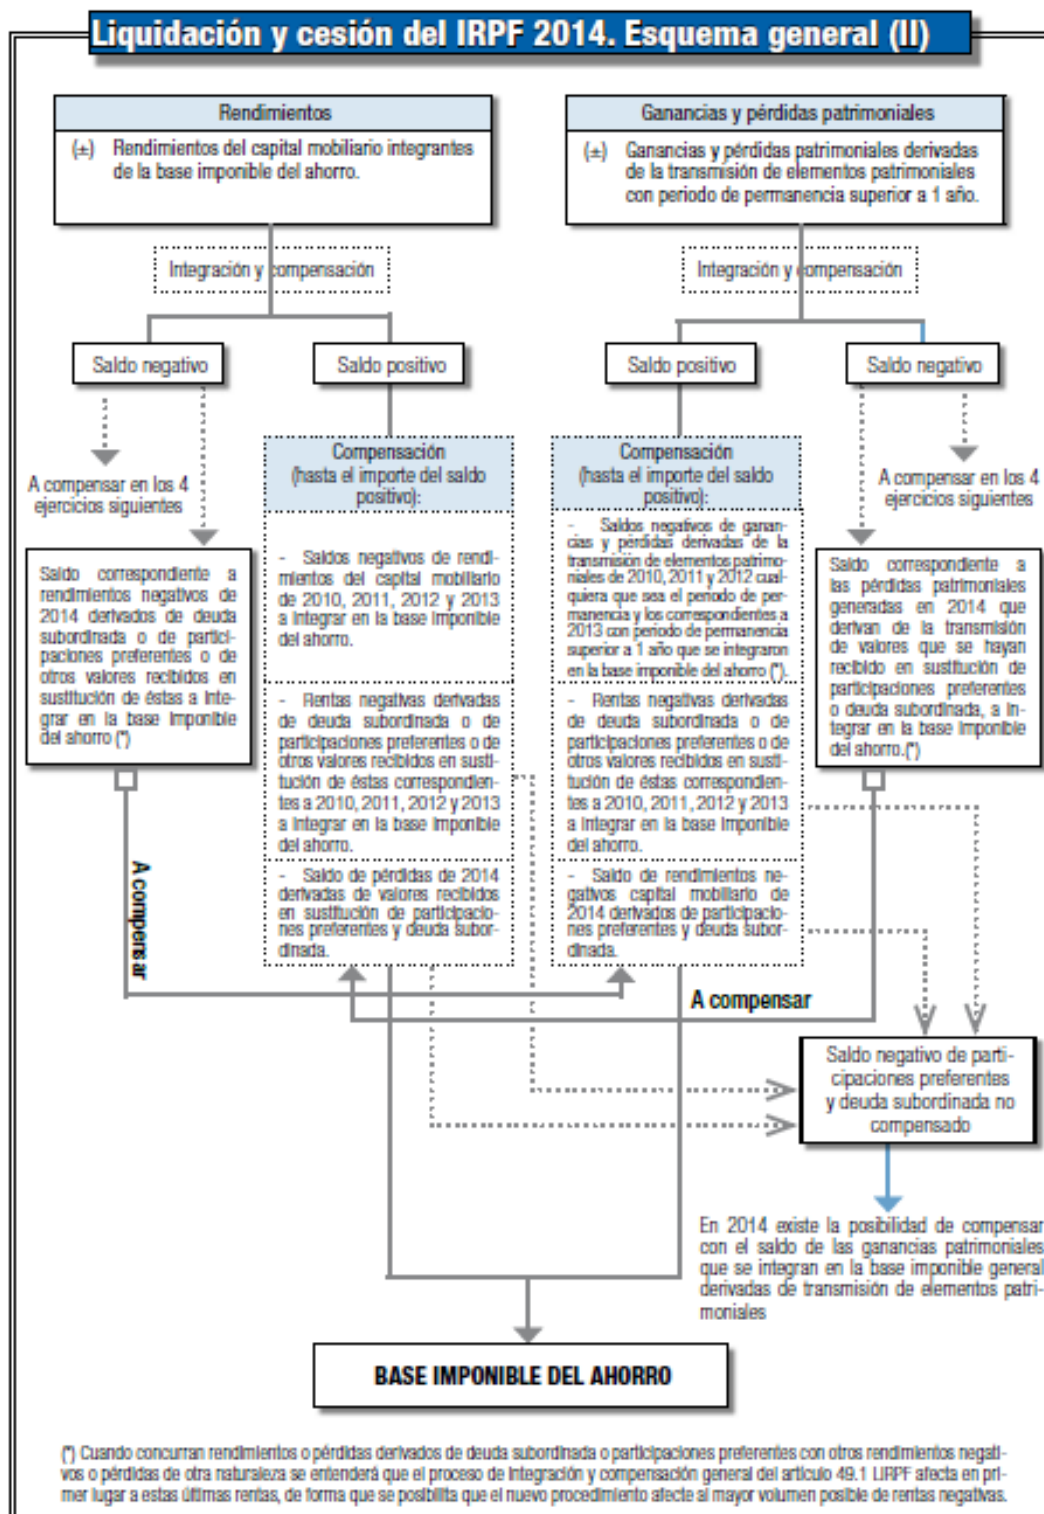 Liquidación y cesión del IRPF 2014. Esquema general (II)
Rendimientos
(±) Rendimientos del capital mobiliario integrantes
de la base imponible del ahorro.
Ganancias y pérdidas patrimoniales
(±) Ganancias y pérdidas patrimoniales derivadas
de la transmisión de elementos patrimoniales
con periodo de permanencia superior a 1 año.
Integración y compensación
Integración y compensación
Saldo negativo
Saldo positivo
Saldo positivo
Saldo negativo
A compensar en los 4
ejercicios siguientes
Compensación
(hasta el importe del saldo
positivo):
Compensación
(hasta el importe del saldo
positivo):
A compensar en los 4
ejercicios siguientes
Saldo correspondiente a
rendimientos negativos de
2014 derivados de deuda
subordinada o de partici-
paciones preferentes o de
otros valores recibidos en
sustitución de éstas a inte-
grar en la base imponible
del ahorro (*)
- Saldos negativos de rendi-
mientos del capital mobiliario
de 2010, 2011, 2012 y 2013
a integrar en la base imponible
del ahorro.
- Rentas negativas derivadas
de deuda subordinada o de
participaciones preferentes o de
otros valores recibidos en susti-
tución de éstas correspondien-
tes a 2010, 2011, 2012 y 2013
a integrar en la base imponible
del ahorro.
- Saldo de pérdidas de 2014
derivadas de valores recibidos
en sustitución de participacio-
nes preferentes y deuda subor-
dinada.
- Saldos negativos de ganan-
cias y pérdidas derivadas de la
transmisión de elementos patrimo-
niales de 2010, 2011 y 2012 cual-
quiera que sea el periodo de per-
manencia y los correspondientes a
2013 con periodo de permanencia
superior a 1 año que se integraron
en la base imponible del ahorro (*).
- Rentas negativas derivadas
de deuda subordinada o de
participaciones preferentes o de
otros valores recibidos en susti-
tución de éstas correspondien-
tes a 2010, 2011, 2012 y 2013
a integrar en la base imponible
del ahorro.
- Saldo de rendimientos ne-
gativos capital mobiliario de
2014 derivados de participacio-
nes preferentes y deuda subor-
dinada.
Saldo correspondiente a
las pérdidas patrimoniales
generadas en 2014 que
derivan de la transmisión
de valores que se hayan
recibido en sustitución de
participaciones preferentes
o deuda subordinada, a in-
tegrar en la base imponible
del ahorro.(*)
A compensar
A compensar
Saldo negativo de parti-
cipaciones preferentes
y deuda subordinada no
compensado
En 2014 existe la posibilidad de compensar
con el saldo de las ganancias patrimoniales
que se integran en la base imponible general
derivadas de transmisión de elementos patri-
moniales
BASE IMPONIBLE DEL AHORRO
(*) Cuando concurran rendimientos o pérdidas derivados de deuda subordinada o participaciones preferentes con otros rendimientos negati-
vos o pérdidas de otra naturaleza se entenderá que el proceso de integración y compensación general del artículo 49.1 LIRPF afecta en pri-
mer lugar a estas últimas rentas, de forma que se posibilita que el nuevo procedimiento afecte al mayor volumen posible de rentas negativas.